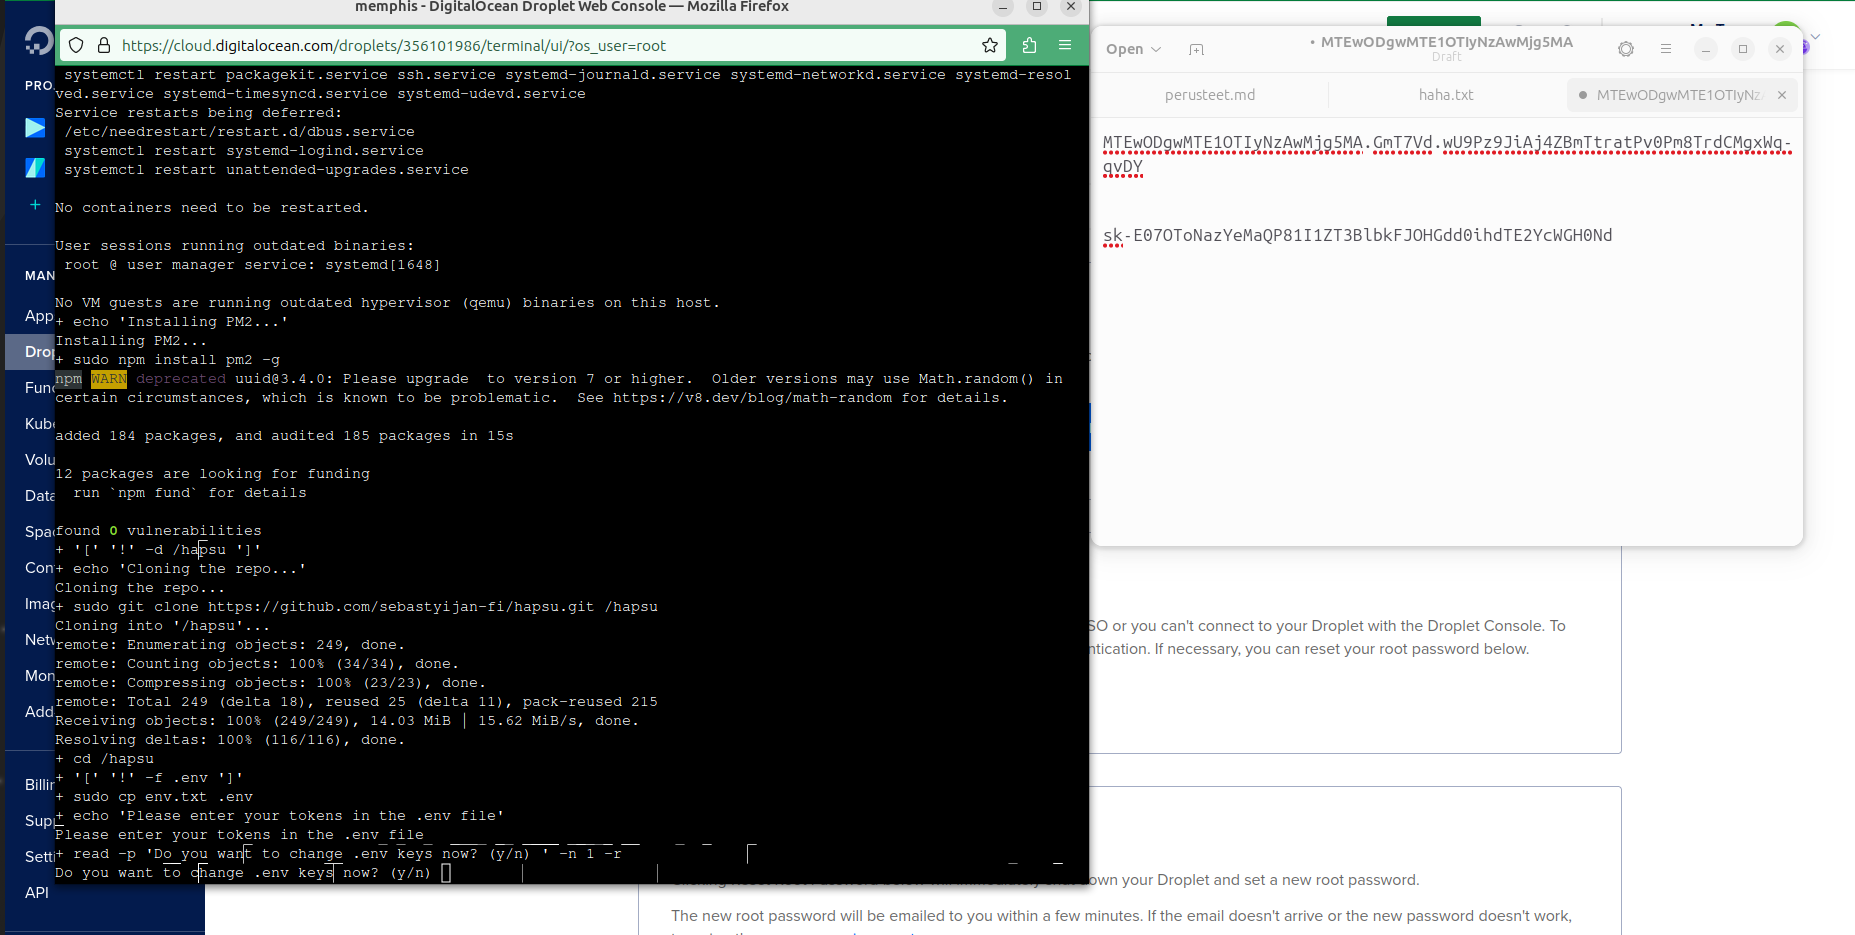 memphis - DigitalOcean Droplet Web Console — Mozilla Firefox
https://cloud.digitalocean.com/droplets/356101986/terminal/ui/?os_user=root
systemctl restart packagekit.service ssh.service systemd-journald.service systemd-networkd.service systemd-resol
ved.service systemd-timesyncd.service systemd-udevd.service
Service restarts being deferred:
/etc/needrestart/restart.d/dbus.service
systemctl restart systemd-logind.service
systemctl restart unattended-upgrades.service
No containers need to be restarted.
User sessions running outdated binaries:
root @ user manager service: systemd[1648]
No VM guests are running outdated hypervisor (qemu) binaries on this host.
+ echo 'Installing PM2...'
Installing PM2...
+ sudo npm install pm2 -g
npm WARN deprecated uuid@3.4.0: Please upgrade  to version 7 or higher.  Older versions may use Math.random() in
certain circumstances, which is known to be problematic.  See https://v8.dev/blog/math-random for details.
added 184 packages, and audited 185 packages in 15s
12 packages are looking for funding
run `npm fund` for details
found 0 vulnerabilities
+ '[' '!' -d /hapsu ']'
+ echo 'Cloning the repo...'
Cloning the repo...
+ sudo git clone https://github.com/sebastyijan-fi/hapsu.git /hapsu
Cloning into '/hapsu'...
remote: Enumerating objects: 249, done.
remote: Counting objects: 100% (34/34), done.
remote: Compressing objects: 100% (23/23), done.
remote: Total 249 (delta 18), reused 25 (delta 11), pack-reused 215
Receiving objects: 100% (249/249), 14.03 MiB | 15.62 MiB/s, done.
Resolving deltas: 100% (116/116), done.
+ cd /hapsu
+ '[' '!' -f .env ']'
+ sudo cp env.txt .env
+ echo 'Please enter your tokens in the .env file'
Please enter your tokens in the .env file
+ read -p 'Do you want to change .env keys now? (y/n) ' -n 1 -r
Do you want to change .env keys now? (y/n)
PRO
MAN
App
Drop
Func
Kube
Volu
Data
Spac
Con
Imag
Netw
Mon
Add
Billin
Supp
Setti
API
Open
Draft
perusteet.md
haha.txt
[access token redacted]
[API key redacted]
SO or you can't connect to your Droplet with the Droplet Console. To
ntication. If necessary, you can reset your root password below.
own your Droplet and set a new root password.
The new root password will be emailed to you within a few minutes. If the email doesn't arrive or the new password doesn't work,